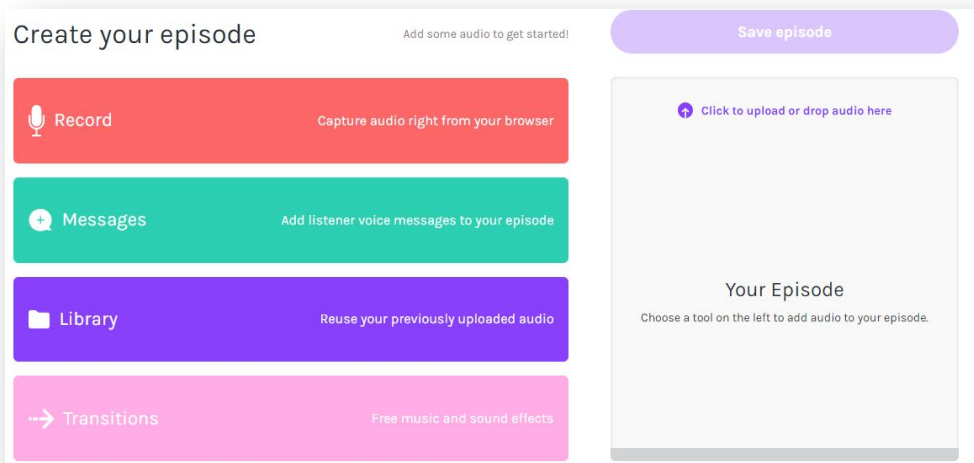 Create your episode
Add some audio to get started!
Save episode
Record
Capture audio right from your browser
Messages
Add listener voice messages to your episode
Library
Reuse your previously uploaded audio
Transitions
Free music and sound effects
Click to upload or drop audio here
Your Episode
Choose a tool on the left to add audio to your episode.